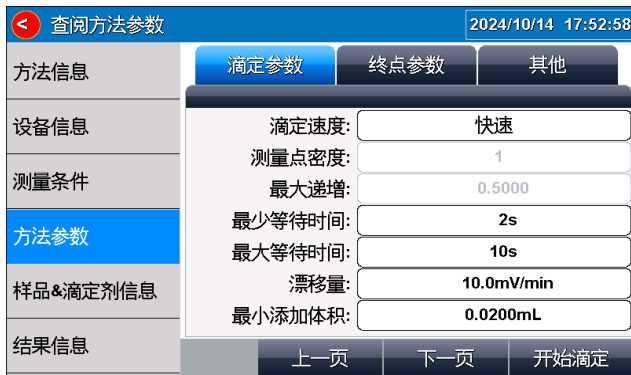 查阅方法参数 2024/10/14 17:52:58
方法信息
设备信息
测量条件
方法参数
样品&滴定剂信息
结果信息
滴定参数 终点参数 其他
滴定速度: 快速
测量点密度: 1
最大递增: 0.5000
最少等待时间: 2s
最大等待时间: 10s
漂移量: 10.0mV/min
最小添加体积: 0.0200mL
上一页 下一页 开始滴定